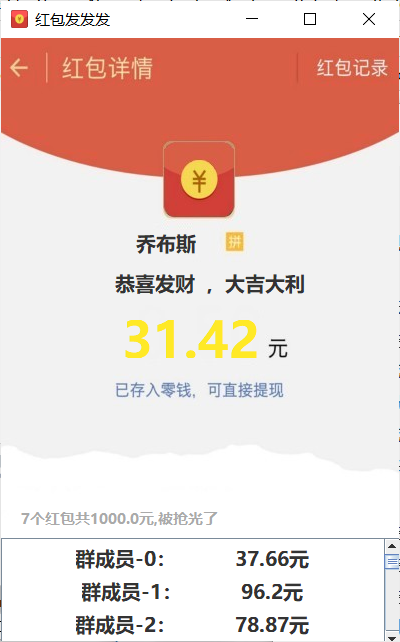 红包发发发
红包详情 红包记录
¥
乔布斯 拼
恭喜发财 ，大吉大利
31.42 元
已存入零钱，可直接提现
7个红包共1000.0元,被抢光了
群成员-0: 37.66元
群成员-1: 96.2元
群成员-2: 78.87元